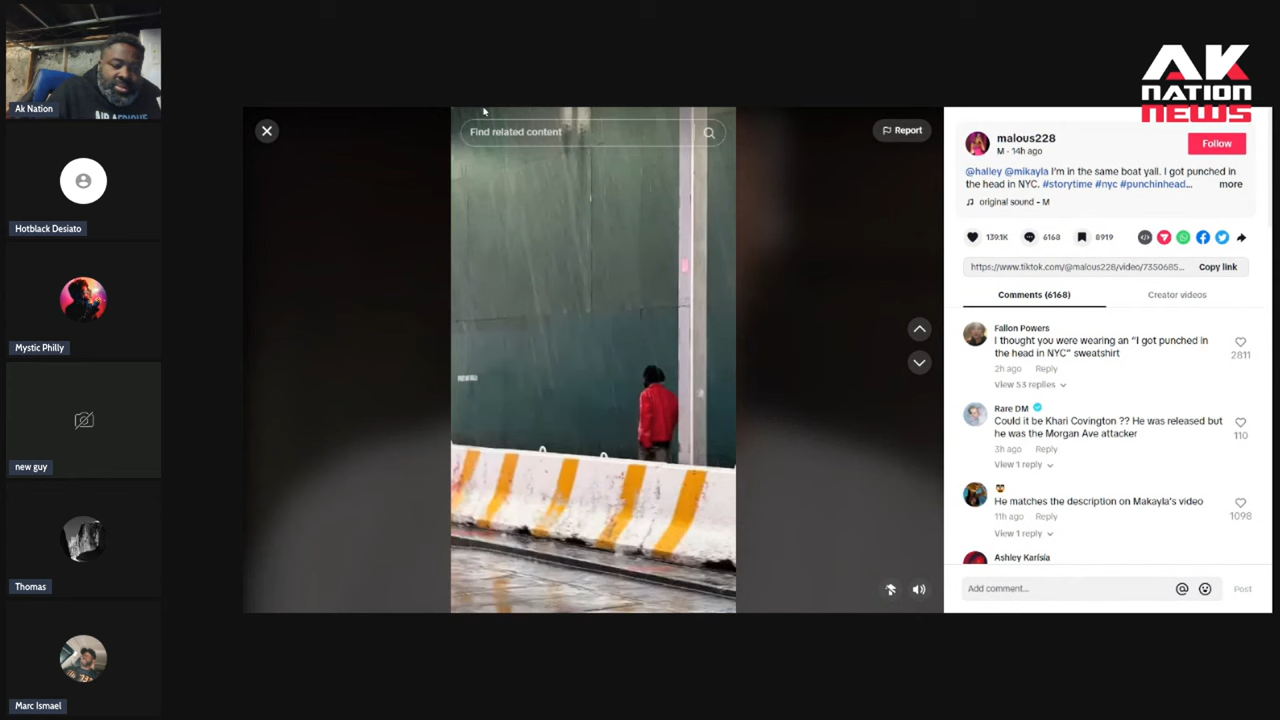 Ak Nation
Hotblack Desiato
Mystic Philly
new guy
Thomas
Marc Ismael
Find related content
Report
AK
NATION
NEWS
malous228
M · 14h ago
Follow
@halley @mikayla I'm in the same boat yall. I got punched
in the head in NYC. #storytime #nyc #punchinhead...
more
original sound - M
139.1K
6168
8919
https://www.tiktok.com/@malous228/video/7350685...
Copy link
Comments (6168)
Creator videos
Fallon Powers
I thought you were wearing an "I got punched in
the head in NYC" sweatshirt
2811
2h ago
Reply
View 53 replies
Rare DM
Could it be Khari Covington ?? He was released but
he was the Morgan Ave attacker
110
3h ago
Reply
View 1 reply
He matches the description on Makayla's video
1098
11h ago
Reply
View 1 reply
Ashley Karísía
Add comment...
Post